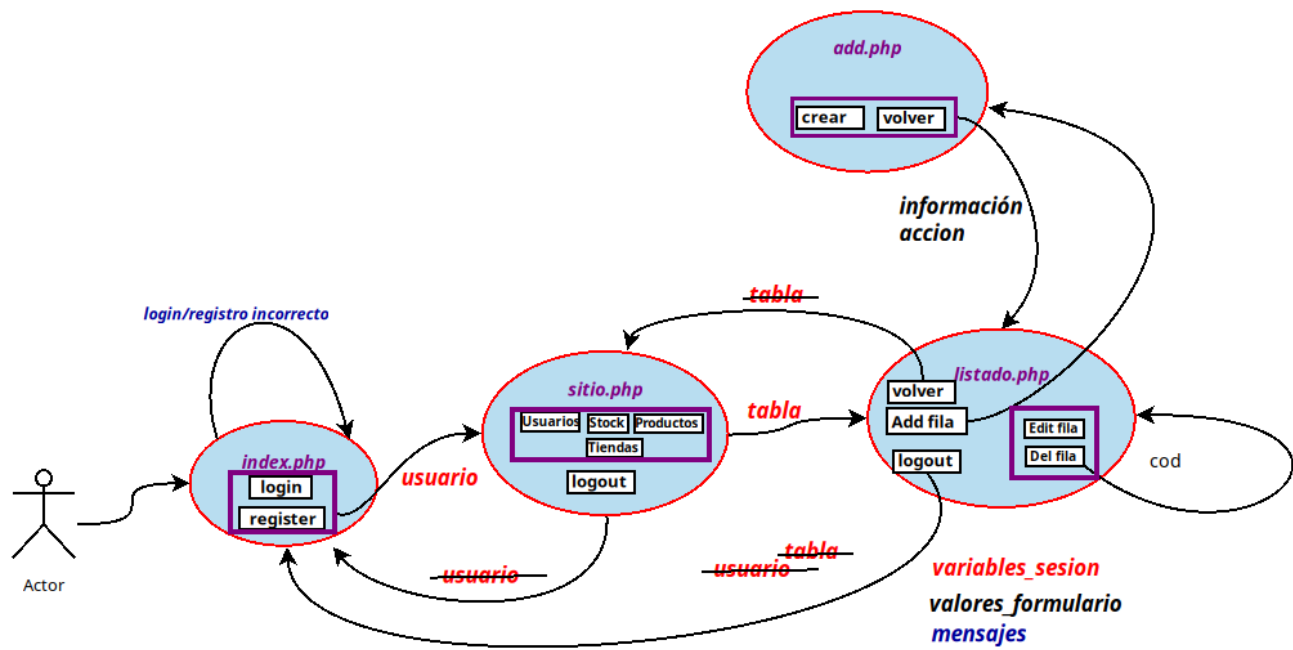 add.php
crear
volver
información
accion
tabla
login/registro incorrecto
listado.php
volver
sitio.php
tabla
Usuarios
Stock
Productos
Add fila
Edit fila
Tiendas
Del fila
cod
index.php
logout
usuario
login
logout
register
tabla
usuario
usuario
Actor
variables_sesion
valores_formulario
mensajes